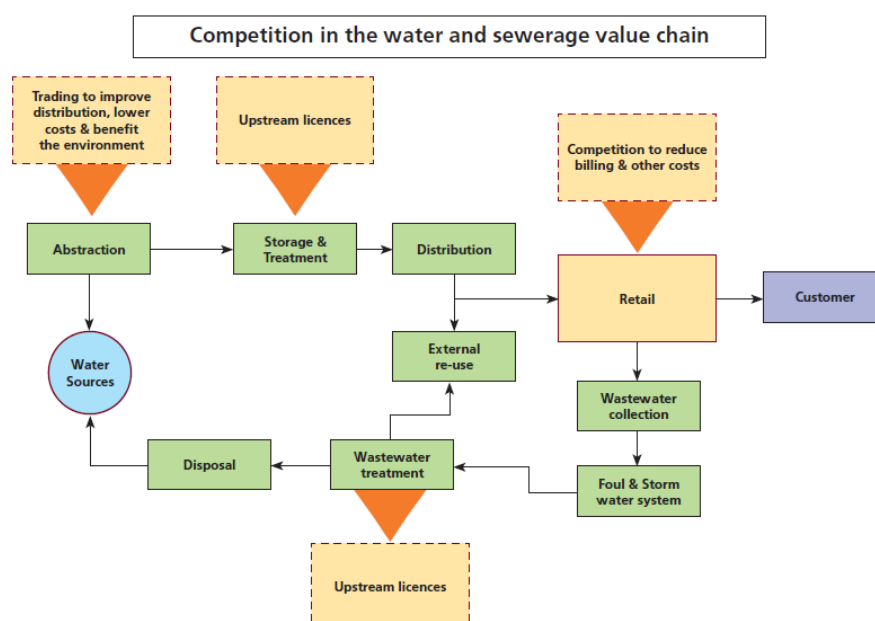 Competition in the water and sewerage value chain
Trading to improve
distribution, lower
costs & benefit
the environment
Upstream licences
Competition to reduce
billing & other costs
Abstraction
Storage &
Treatment
Distribution
Retail
Customer
Water
Sources
External
re-use
Wastewater
collection
Disposal
Wastewater
treatment
Foul & Storm
water system
Upstream licences